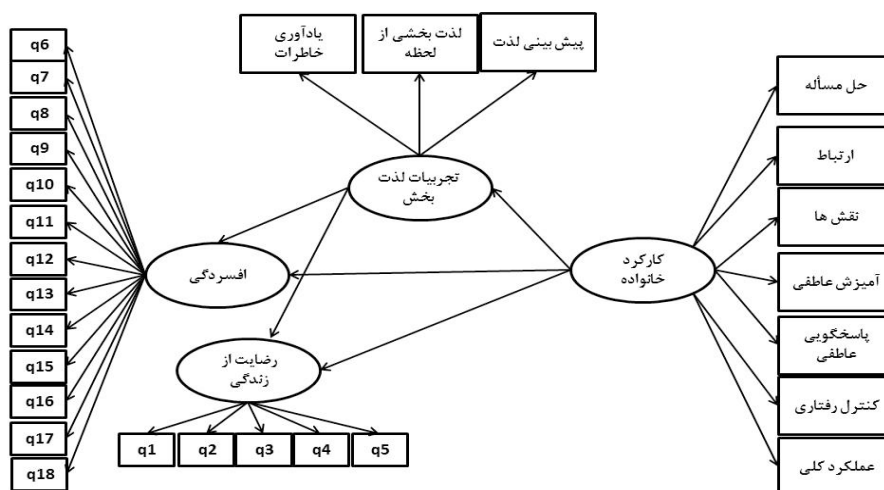 یادآوری
خاطرات
لذت بخشی از
لحظه
پیش بینی لذت
q6
q7
q8
q9
q10
q11
q12
q13
q14
q15
q16
q17
q18
تجربیات لذت
بخش
افسردگی
رضایت از
زندگی
q1
q2
q3
q4
q5
کارکرد
خانواده
حل مسأله
ارتباط
نقش ها
آمیزش عاطفی
پاسخگویی
عاطفی
کنترل رفتاری
عملکرد کلی